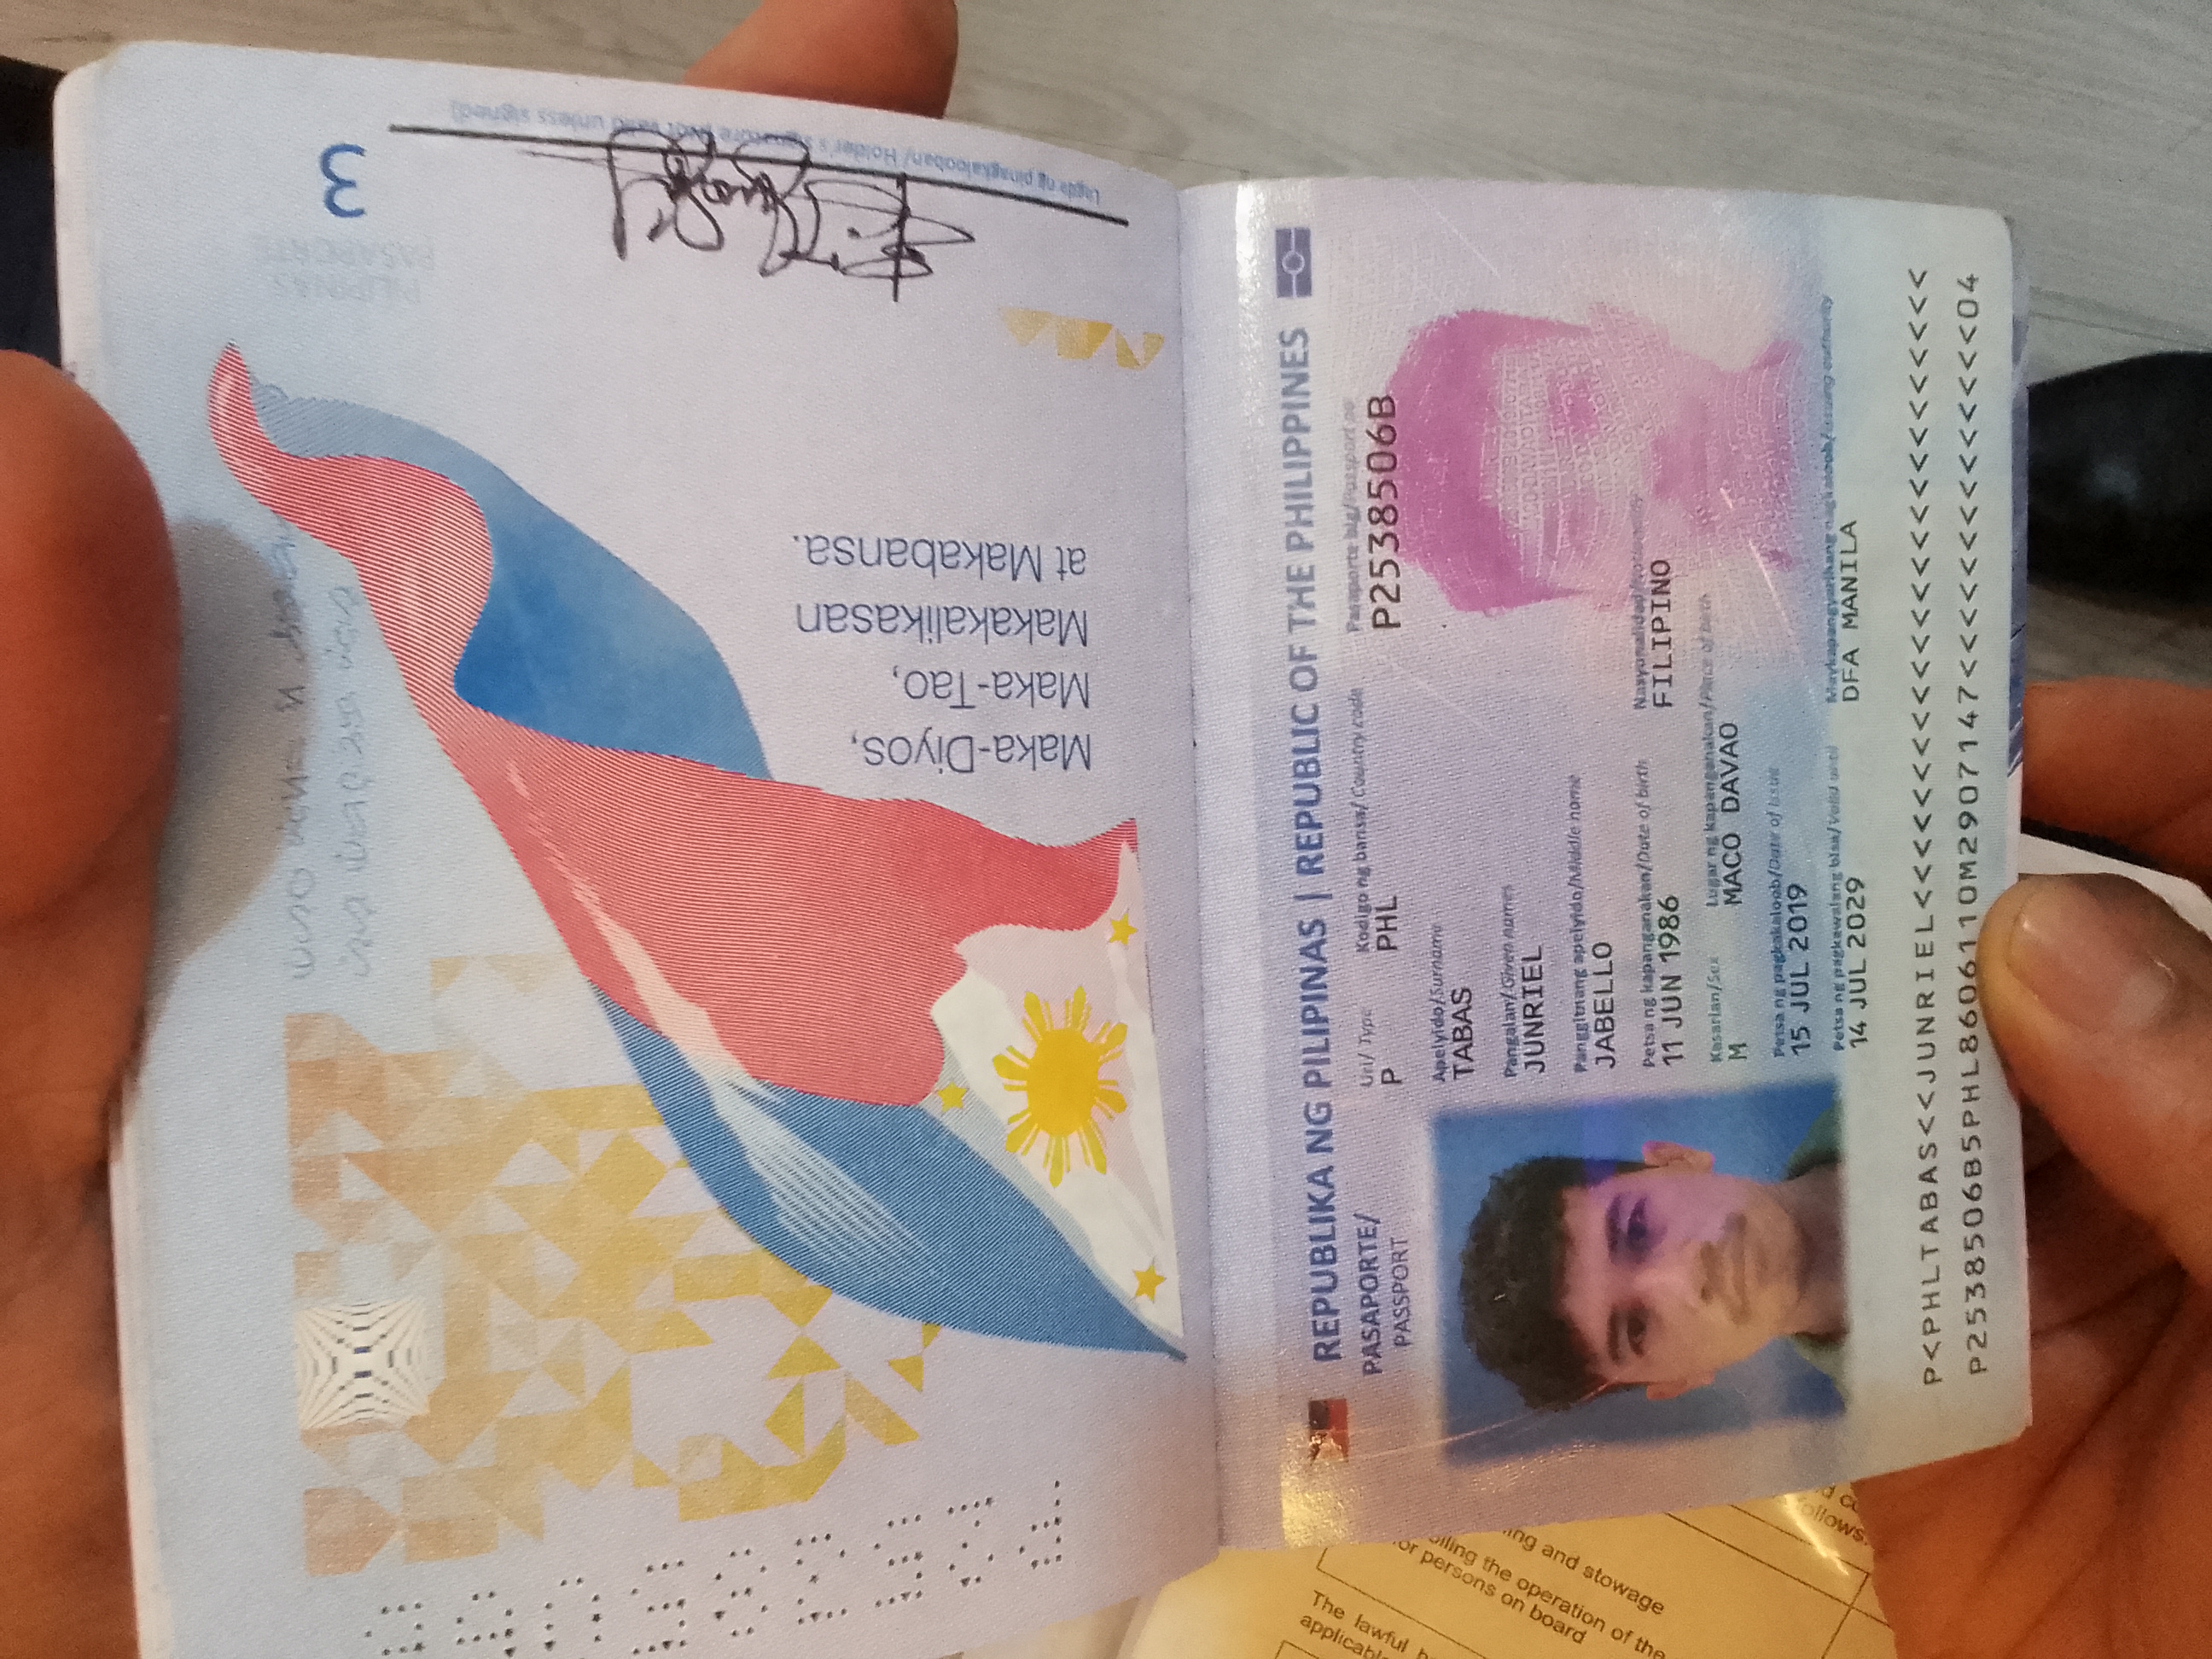 REPUBLIKA NG PILIPINAS | REPUBLIC OF THE PHILIPPINES
PASAPORTE/
PASSPORT
Uri/ Type
Kodigo ng bansa/ Country code
Pasaporte blg/Passport no.
P
PHL
P2538506B
Apelyido/Surname
TABAS
Pangalan/Given names
JUNRIEL
Panggitnang apelyido/Middle name
JABELLO
Petsa ng kapanganakan/Date of birth
Nasyonalidad/Nationality
11 JUN 1986
FILIPINO
Kasarian/Sex
Lugar ng kapanganakan/Place of birth
M
MACO DAVAO
Petsa ng pagkakaloob/Date of issue
15 JUL 2019
Petsa ng pagkawalang bisa/Valid until
Maykapangyarihang nagkaloob/Issuing authority
14 JUL 2029
DFA MANILA
P<PHLTABAS<<JUNRIEL<<<<<<<<<<<<<<<<<<<<<<<<<
P2538506B5PHL8606110M2907147<<<<<<<<<<<<<<04
Maka-Diyos,
Maka-Tao,
Makakalikasan
at Makabansa.
Lagda ng pinagkalooban/ Holder's signature (Not valid unless signed)
3
PILIPINAS
PASAPORTE
P2538506B
ing and stowage
the operation of the
or persons on board
The lawful